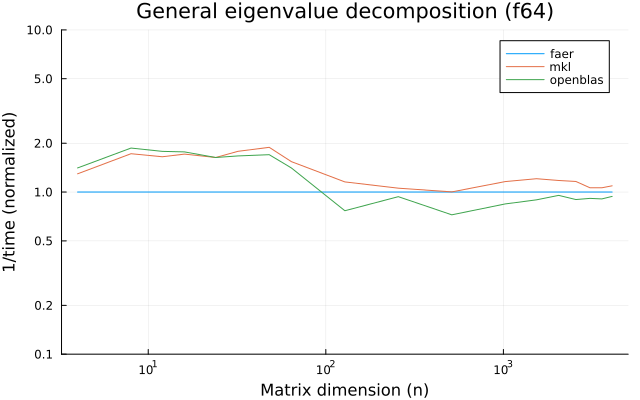 General eigenvalue decomposition (f64)
10.0
5.0
2.0
1.0
0.5
0.2
0.1
1/time (normalized)
faer
mkl
openblas
10¹
10²
10³
Matrix dimension (n)